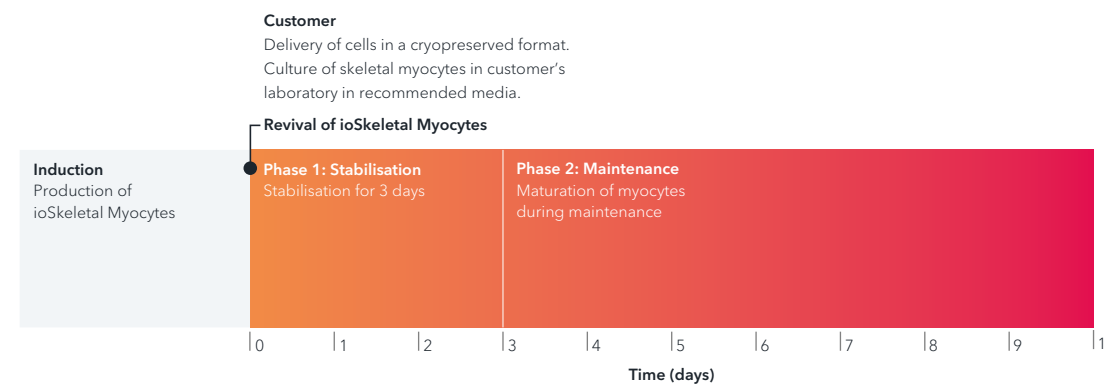 Customer
Delivery of cells in a cryopreserved format.
Culture of skeletal myocytes in customer's
laboratory in recommended media.
Revival of ioSkeletal Myocytes
Induction
Production of
ioSkeletal Myocytes
Phase 1: Stabilisation
Stabilisation for 3 days
Phase 2: Maintenance
Maturation of myocytes
during maintenance
0 1 2 3 4 5 6 7 8 9 1
Time (days)